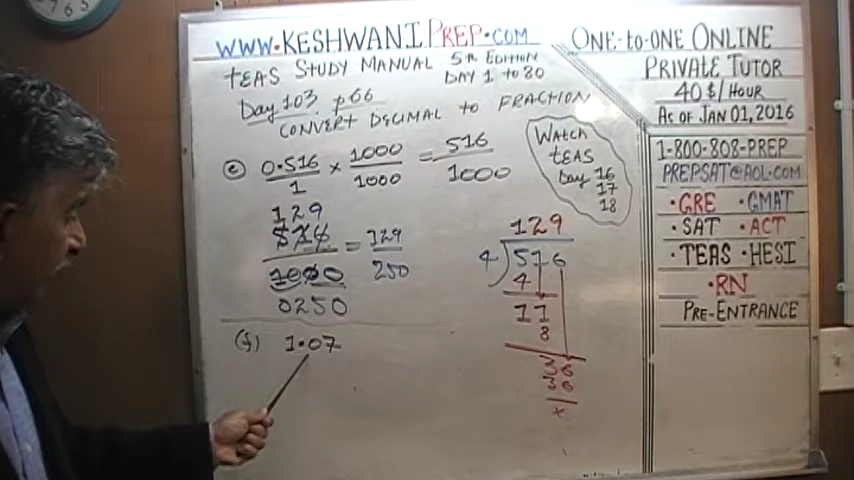 www.KESHWANIPREP.COM
TEAS STUDY MANUAL 5th EDITION
DAY 1 TO 80
Day 103. p66
CONVERT DECIMAL to FRACTION
(e) 0.516/1 × 1000/1000 = 516/1000
129
516/1000 = 129/250
0250
(f) 1.07
Watch
TEAS
Day 16
17
18
129
4)576
4
11
8
36
36
×
ONE-to-ONE ONLINE
PRIVATE TUTOR
40$/HOUR
AS OF JAN 01, 2016
1-800-808-PREP
PREPSAT@AOL.COM
•GRE •GMAT
•SAT •ACT
•TEAS •HESI
•RN
PRE-ENTRANCE